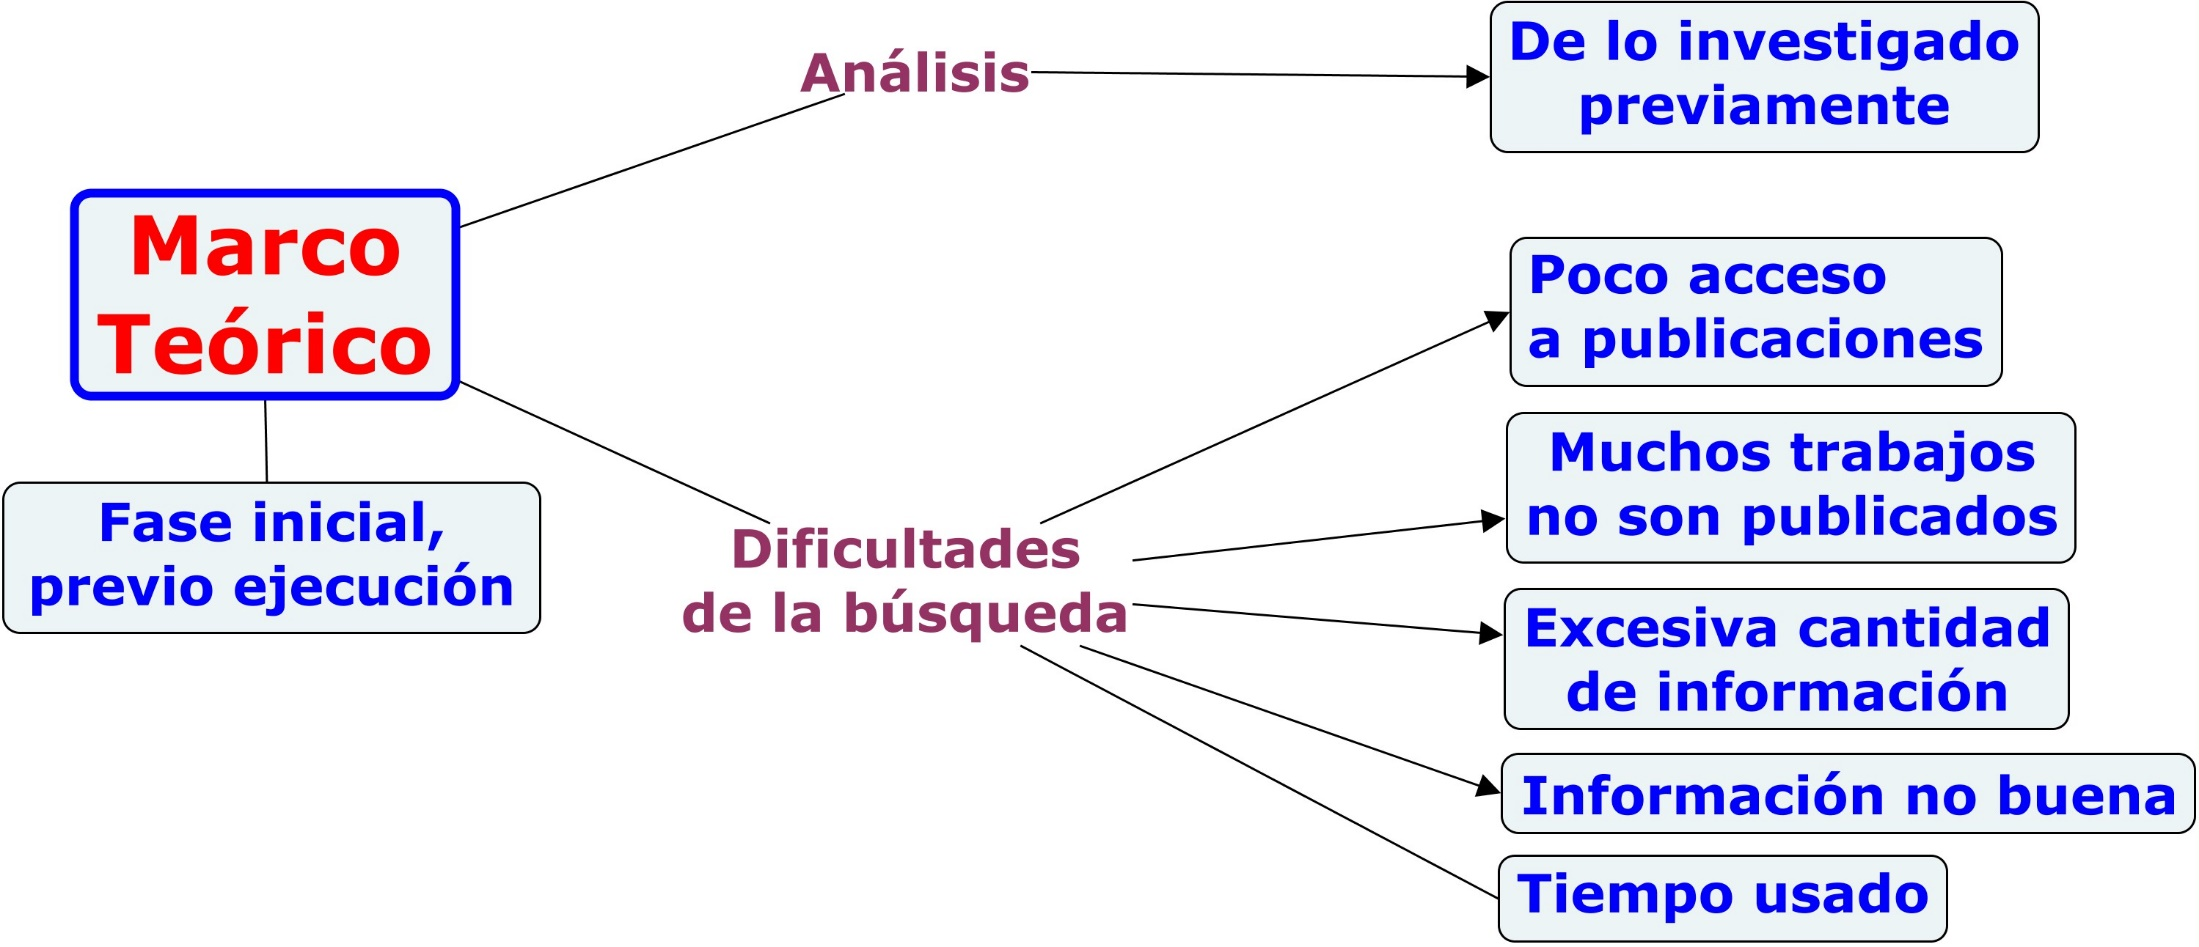 Análisis
De lo investigado
previamente
Marco
Teórico
Poco acceso
a publicaciones
Muchos trabajos
no son publicados
Fase inicial,
previo ejecución
Dificultades
de la búsqueda
Excesiva cantidad
de información
Información no buena
Tiempo usado